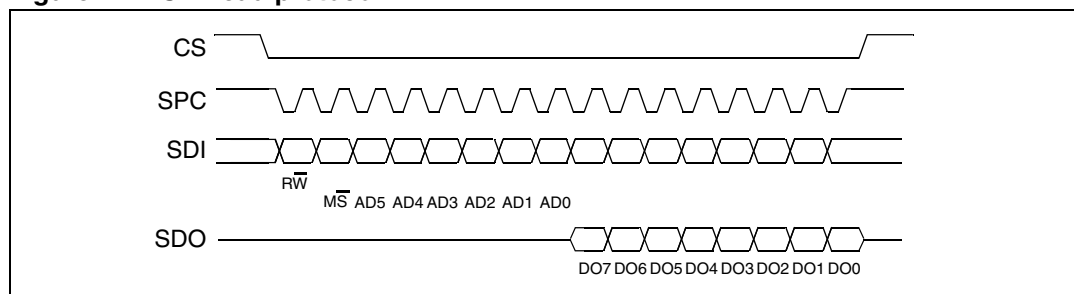 CS
SPC
SDI
RW
MS AD5 AD4 AD3 AD2 AD1 AD0
SDO
DO7 DO6 DO5 DO4 DO3 DO2 DO1 DO0